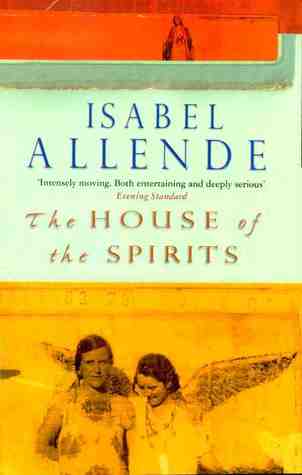 ISABEL
ALLENDE
'Intensely moving. Both entertaining and deeply serious'
Evening Standard
The HOUSE of
the SPIRITS